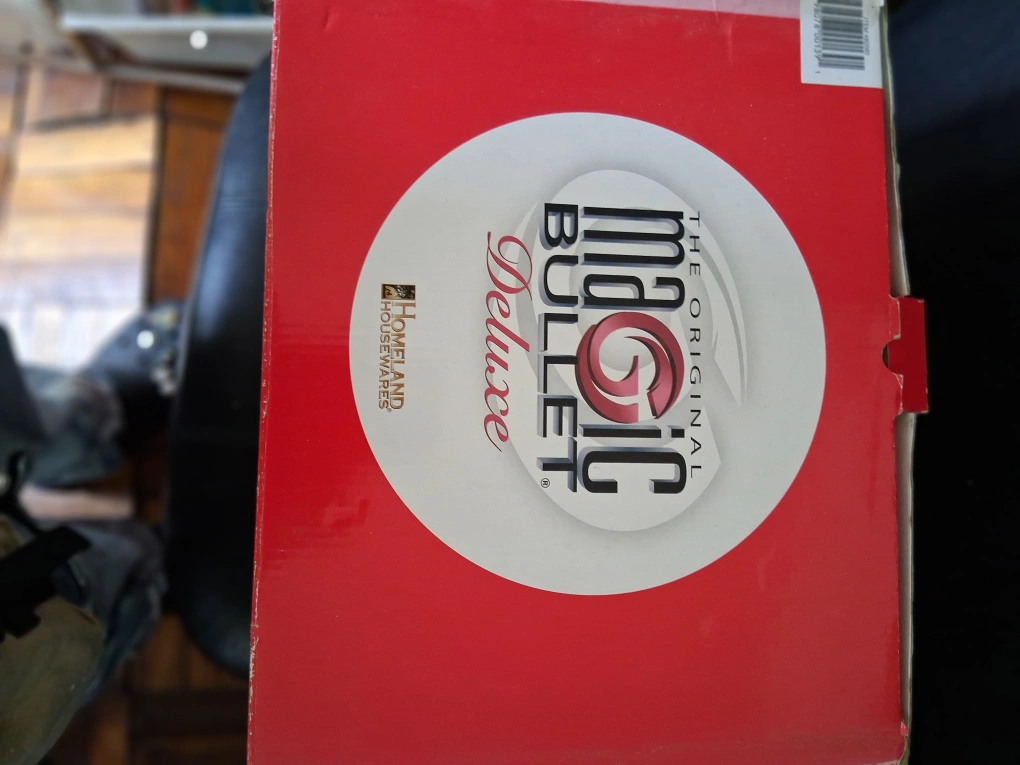 THE ORIGINAL
magic
BULLET®
Deluxe
HOMELAND
HOUSEWARES®